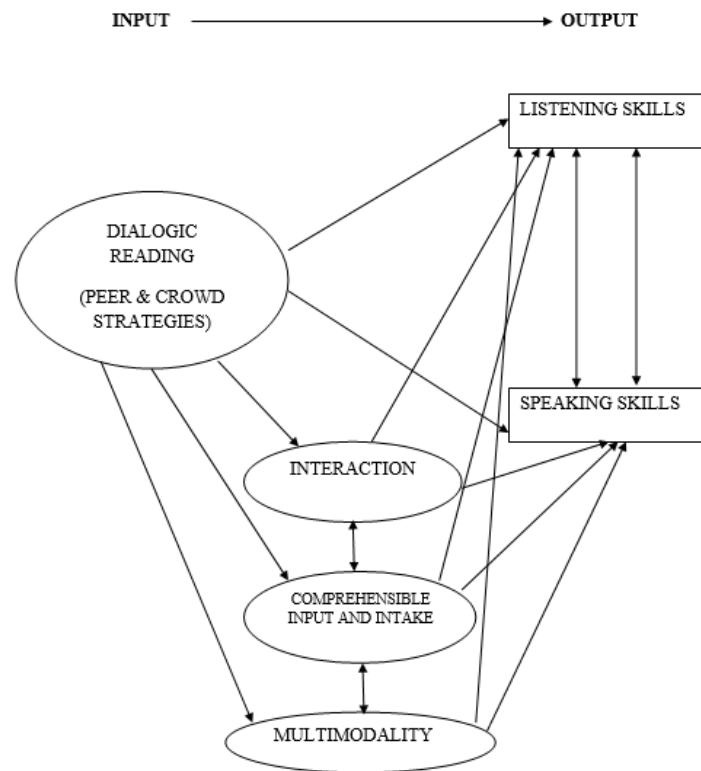 INPUT
OUTPUT
LISTENING SKILLS
DIALOGIC
READING
(PEER & CROWD
STRATEGIES)
SPEAKING SKILLS
INTERACTION
COMPREHENSIBLE
INPUT AND INTAKE
MULTIMODALITY